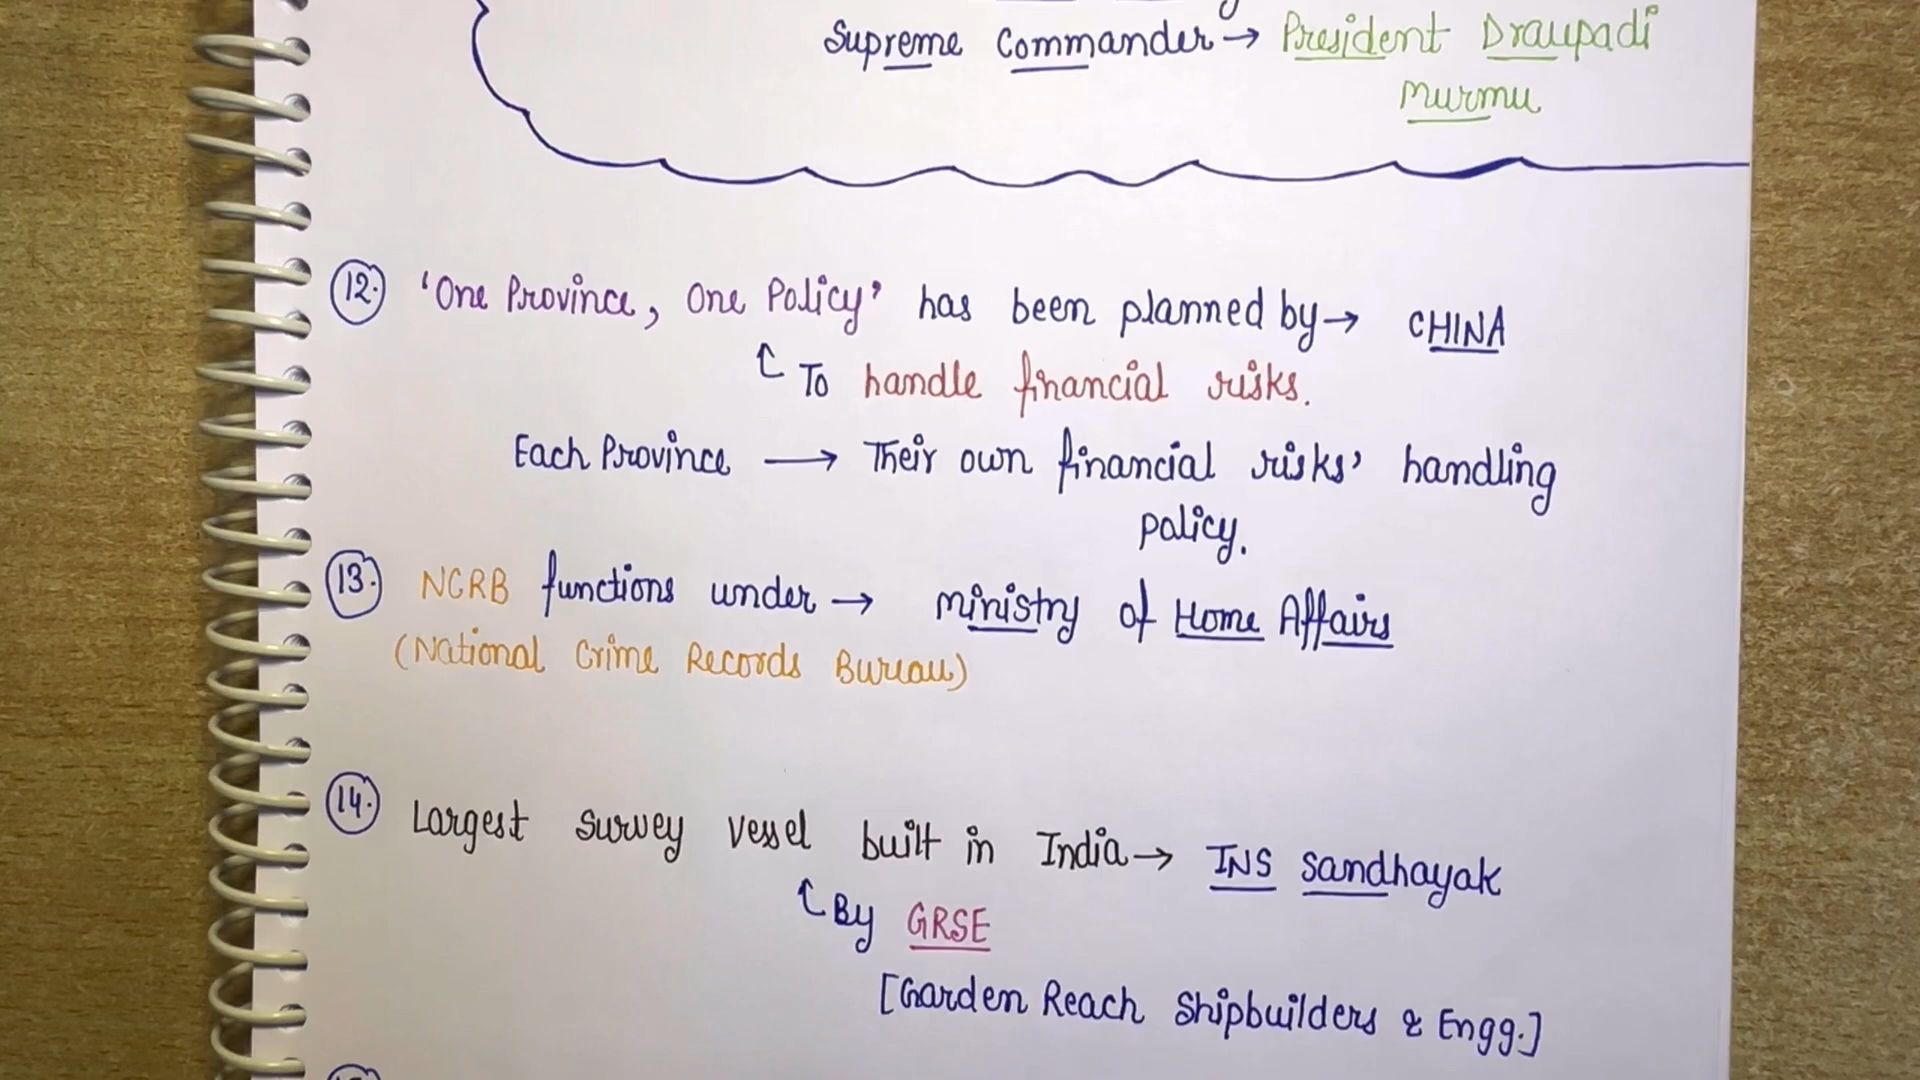 Supreme Commander → President Draupadi
Murmu
12. 'One Province, One Policy' has been planned by → CHINA
To handle financial risks.
Each Province → Their own financial risks' handling
policy.
13. NCRB functions under → Ministry of Home Affairs
(National Crime Records Bureau)
14. Largest survey vessel built in India → INS Sandhayak
By GRSE
[Garden Reach Shipbuilders & Engg.]